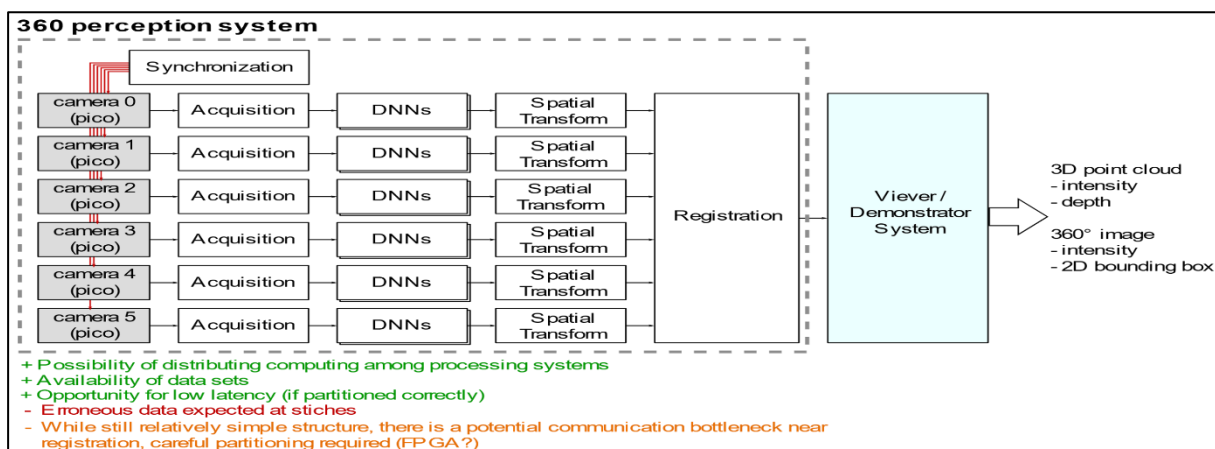 360 perception system
Synchronization
camera 0
(pico)
Acquisition
DNNs
Spatial
Transform
camera 1
(pico)
Acquisition
DNNs
Spatial
Transform
camera 2
(pico)
Acquisition
DNNs
Spatial
Transform
camera 3
(pico)
Acquisition
DNNs
Spatial
Transform
camera 4
(pico)
Acquisition
DNNs
Spatial
Transform
camera 5
(pico)
Acquisition
DNNs
Spatial
Transform
Registration
Viever /
Demonstrator
System
3D point cloud
- intensity
- depth
360° image
- intensity
- 2D bounding box
+ Possibility of distributing computing among processing systems
+ Availability of data sets
+ Opportunity for low latency (if partitioned correctly)
- Erroneous data expected at stiches
- While still relatively simple structure, there is a potential communication bottleneck near
registration, careful partitioning required (FPGA?)